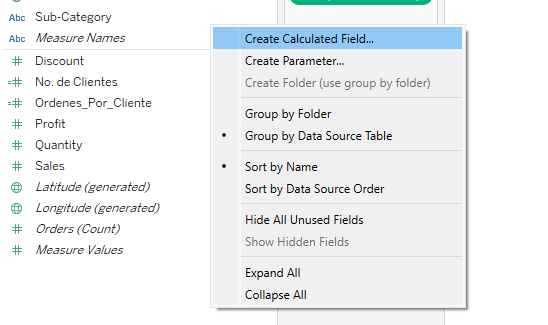 Abc Sub-Category
Abc Measure Names
# Discount
=# No. de Clientes
=# Ordenes_Por_Cliente
# Profit
# Quantity
# Sales
Latitude (generated)
Longitude (generated)
# Orders (Count)
# Measure Values
Create Calculated Field...
Create Parameter...
Create Folder (use group by folder)
Group by Folder
• Group by Data Source Table
• Sort by Name
Sort by Data Source Order
Hide All Unused Fields
Show Hidden Fields
Expand All
Collapse All